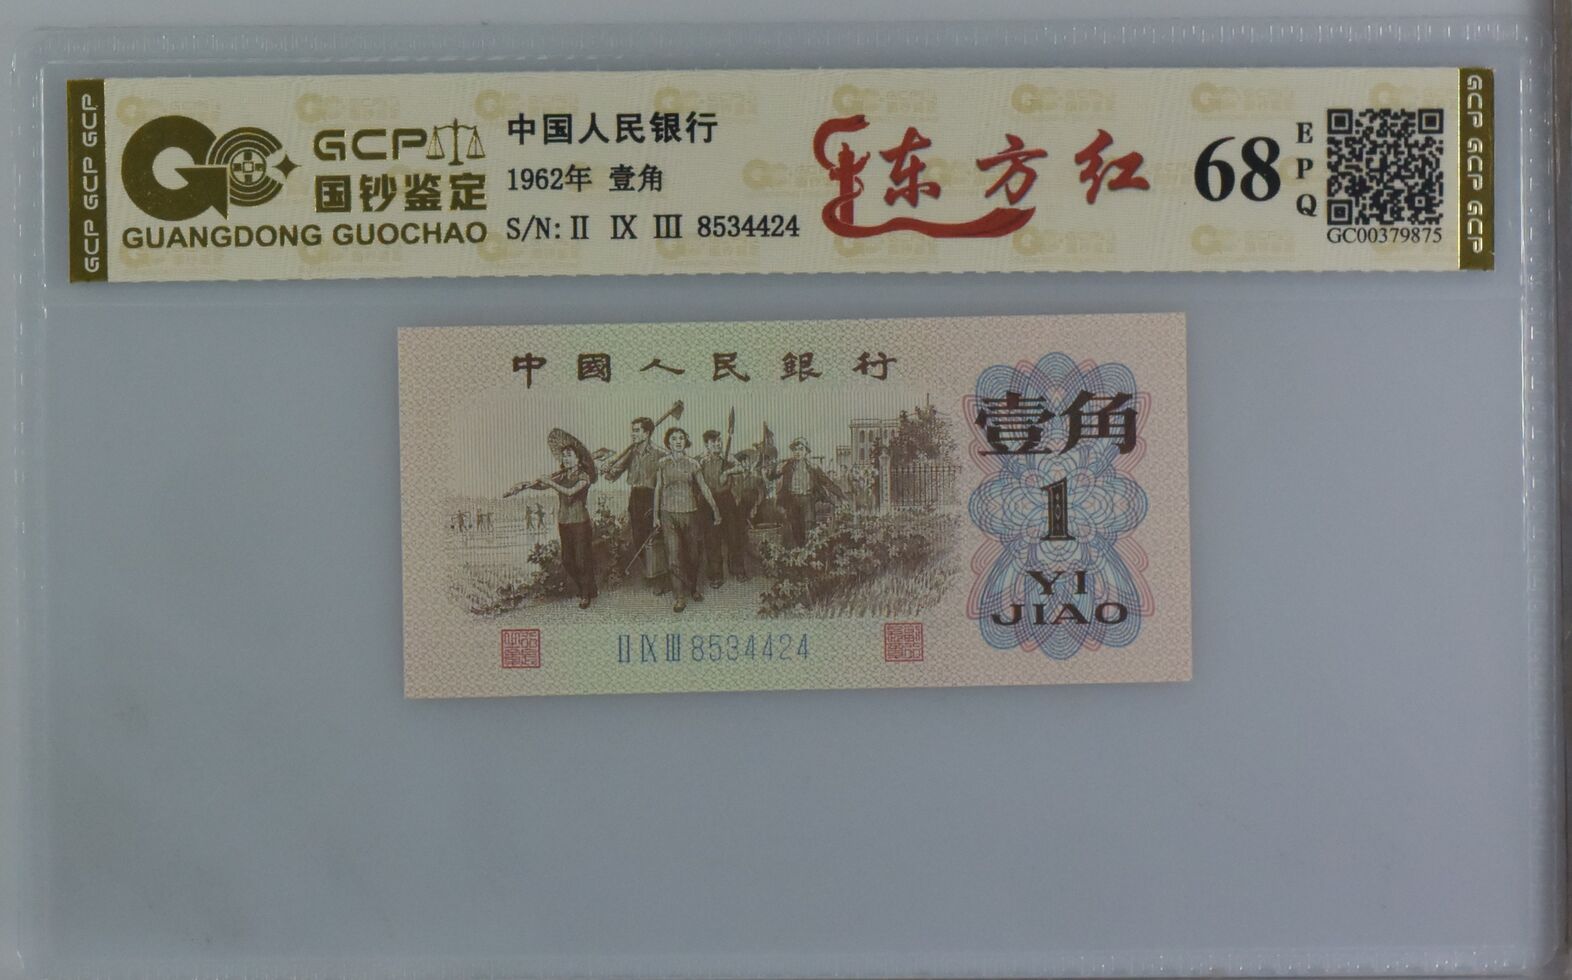 GCP GCP GCP
GCP
国钞鉴定
GUANGDONG GUOCHAO
中国人民银行
1962年 壹角
S/N: II IX III 8534424
东方红
68
EPQ
GC00379875
GCP GCP GCP
中國人民銀行
壹角
1
YI
JIAO
II IX III 8534424